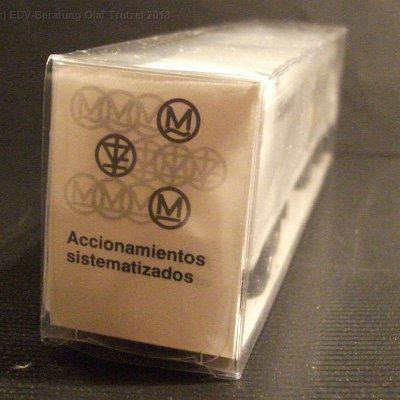 (c) EDV-Beratung Olaf Trutzel 2018
M M M M
M M M M
Accionamientos
sistematizados